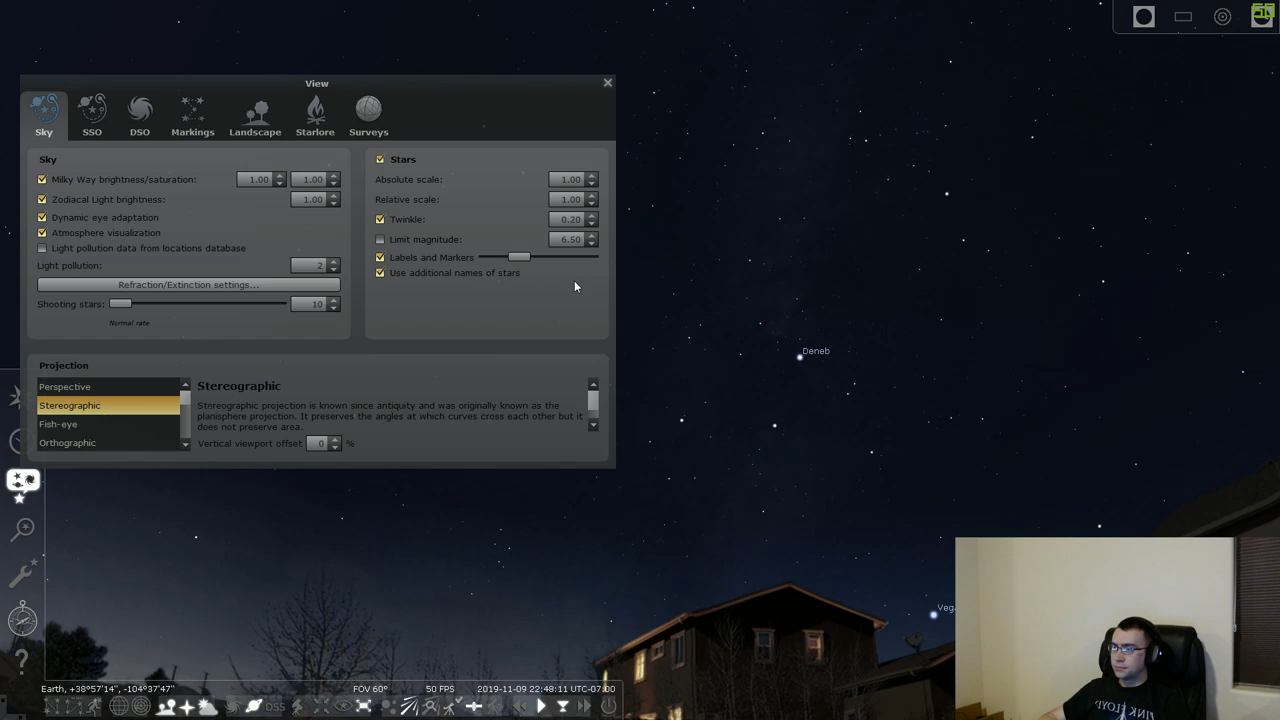 50
View
Sky SSO DSO Markings Landscape Starlore Surveys
Sky
Milky Way brightness/saturation: 1.00 1.00
Zodiacal Light brightness: 1.00
Dynamic eye adaptation
Atmosphere visualization
Light pollution data from locations database
Light pollution: 2
Refraction/Extinction settings...
Shooting stars: 10
Normal rate
Stars
Absolute scale: 1.00
Relative scale: 1.00
Twinkle: 0.20
Limit magnitude: 6.50
Labels and Markers
Use additional names of stars
Projection
Perspective
Stereographic
Fish-eye
Orthographic
Stereographic
Stereographic projection is known since antiquity and was originally known as the
planisphere projection. It preserves the angles at which curves cross each other but it
does not preserve area.
Vertical viewport offset 0 %
Deneb
Vega
Earth, +38°57'14", -104°37'47" FOV 60° 50 FPS 2019-11-09 22:48:11 UTC-07:00
DSS
PINK FLOYD